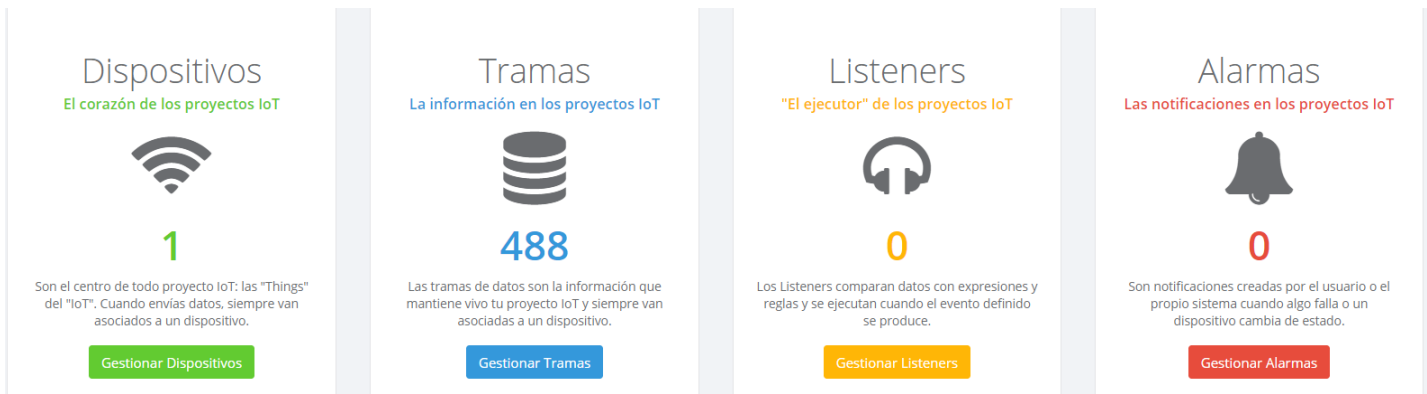 Dispositivos
El corazón de los proyectos IoT
1
Son el centro de todo proyecto IoT: las "Things"
del "IoT". Cuando envías datos, siempre van
asociados a un dispositivo.
Gestionar Dispositivos
Tramas
La información en los proyectos IoT
488
Las tramas de datos son la información que
mantiene vivo tu proyecto IoT y siempre van
asociadas a un dispositivo.
Gestionar Tramas
Listeners
"El ejecutor" de los proyectos IoT
0
Los Listeners comparan datos con expresiones y
reglas y se ejecutan cuando el evento definido
se produce.
Gestionar Listeners
Alarmas
Las notificaciones en los proyectos IoT
0
Son notificaciones creadas por el usuario o el
propio sistema cuando algo falla o un
dispositivo cambia de estado.
Gestionar Alarmas